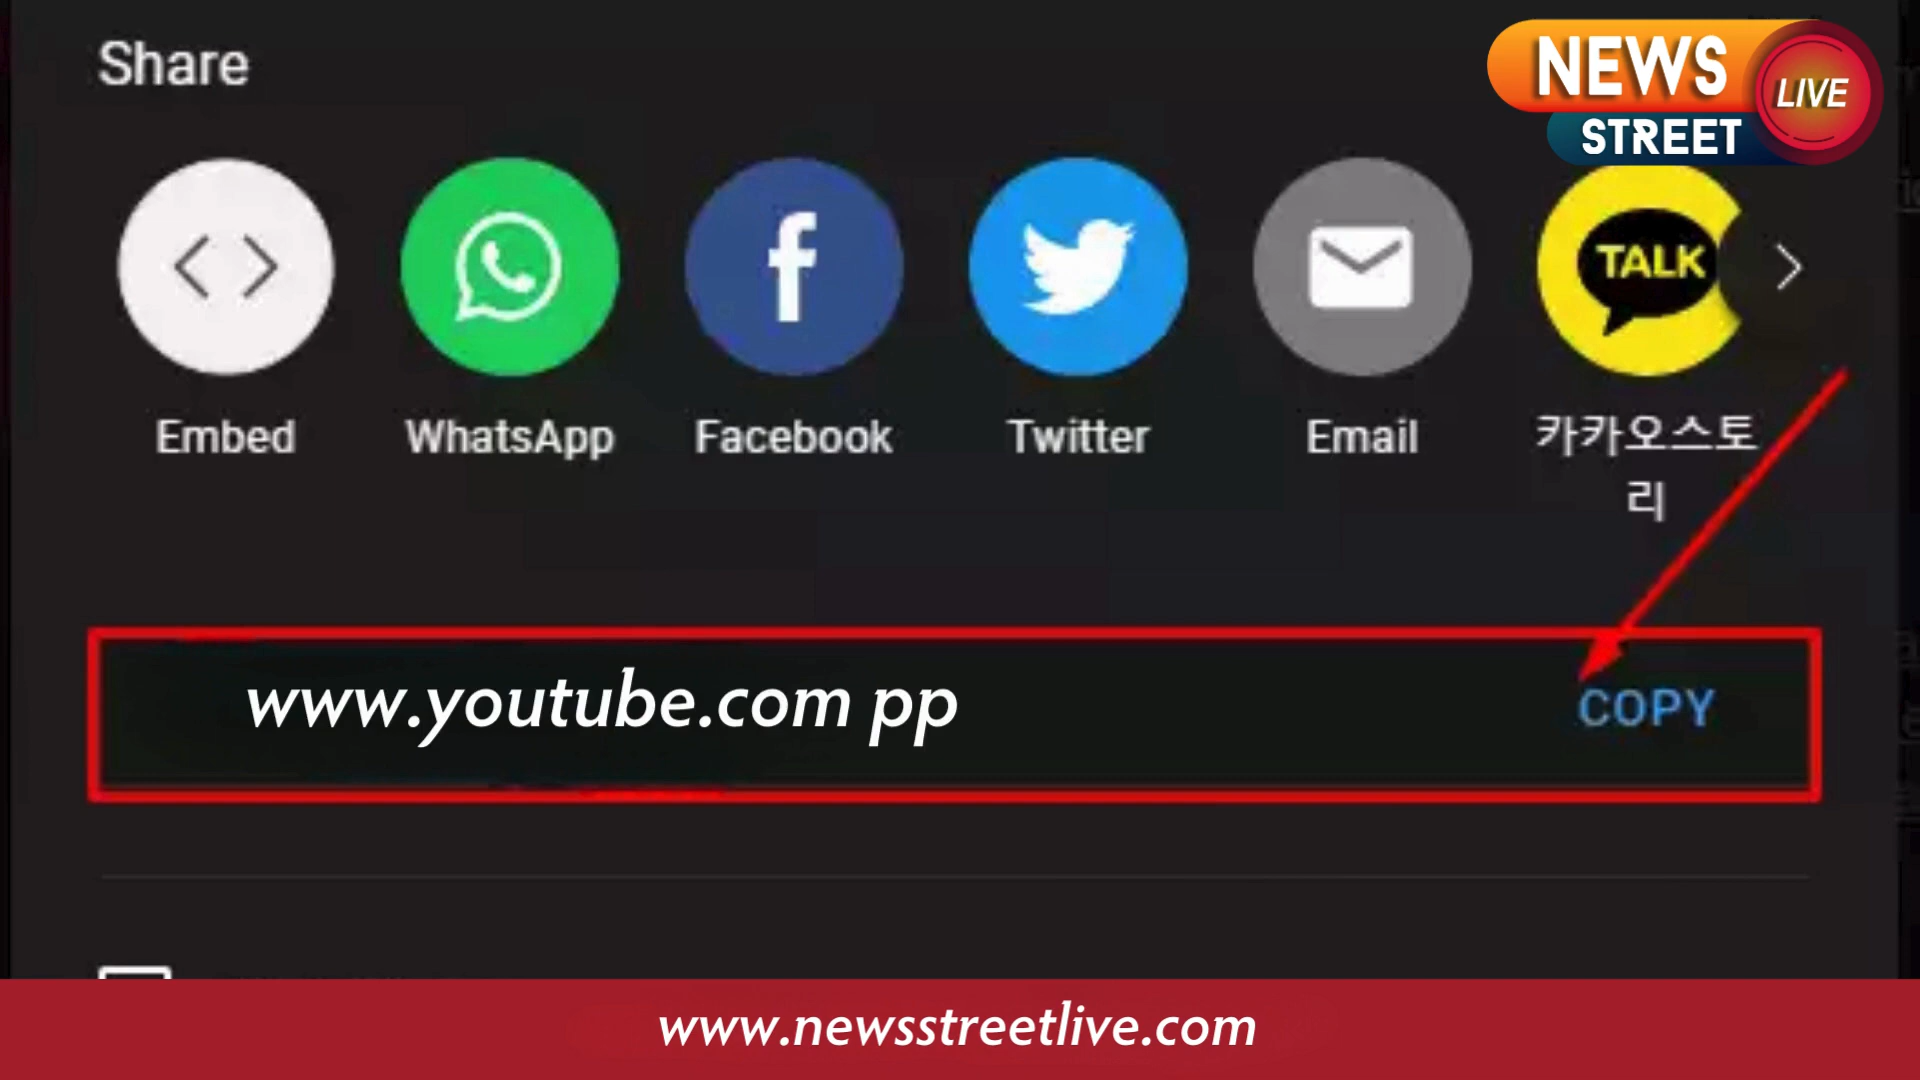 Share
NEWS
LIVE
STREET
TALK
Embed
WhatsApp
Facebook
Twitter
Email
카카오스토
리
www.youtube.com pp
COPY
www.newsstreetlive.com